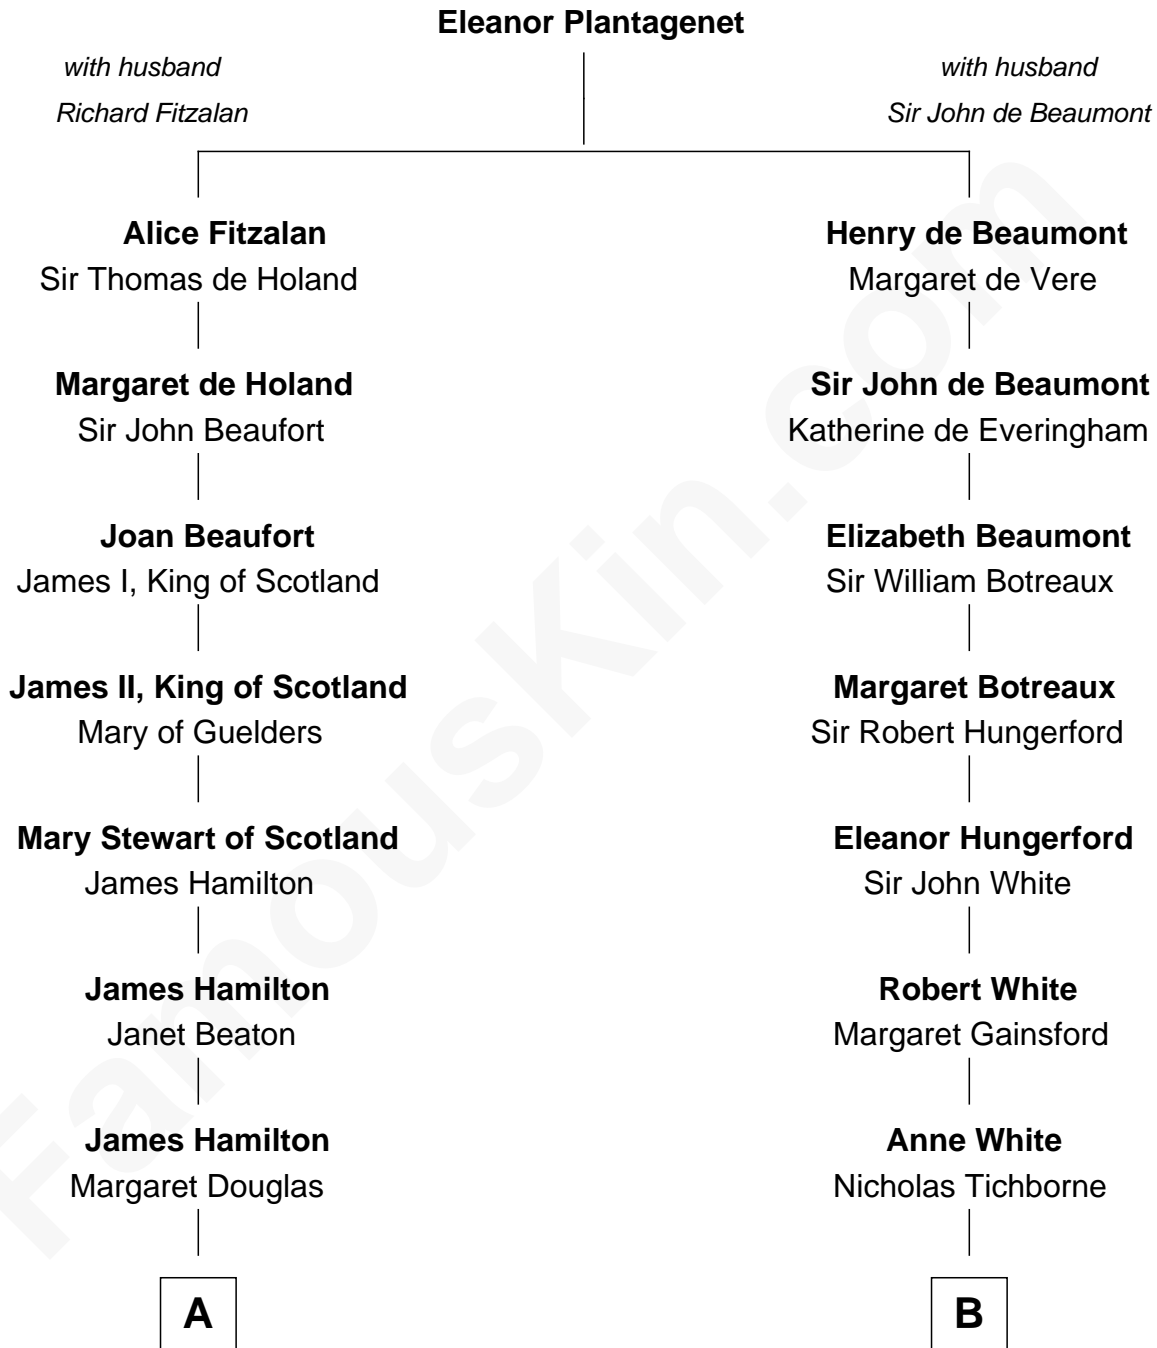 Eleanor Plantagenet
with husband
Richard Fitzalan
with husband
Sir John de Beaumont
Alice Fitzalan
Sir Thomas de Holand
Margaret de Holand
Sir John Beaufort
Joan Beaufort
James I, King of Scotland
James II, King of Scotland
Mary of Guelders
Mary Stewart of Scotland
James Hamilton
James Hamilton
Janet Beaton
James Hamilton
Margaret Douglas
A
Henry de Beaumont
Margaret de Vere
Sir John de Beaumont
Katherine de Everingham
Elizabeth Beaumont
Sir William Botreaux
Margaret Botreaux
Sir Robert Hungerford
Eleanor Hungerford
Sir John White
Robert White
Margaret Gainsford
Anne White
Nicholas Tichborne
B
FamousKin.com